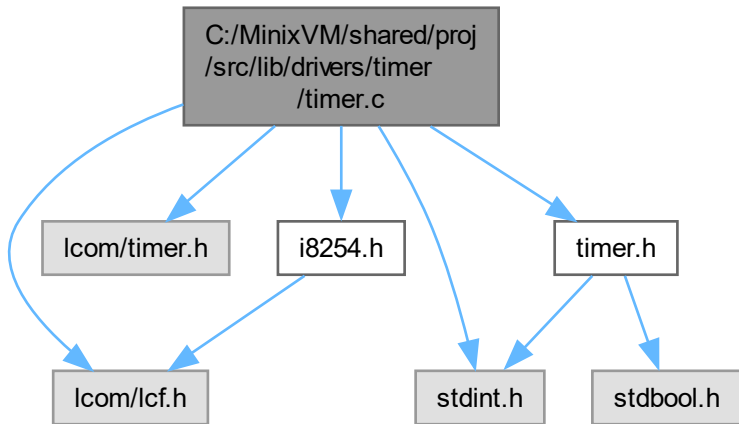 C:/MinixVM/shared/proj
/src/lib/drivers/timer
/timer.c
lcom/timer.h
i8254.h
timer.h
lcom/lcf.h
stdint.h
stdbool.h